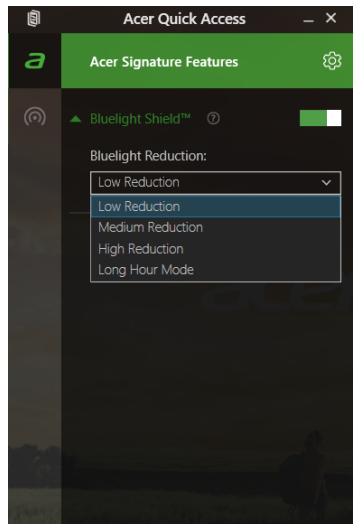 Acer Quick Access
Acer Signature Features
Bluelight Shield™
Bluelight Reduction:
Low Reduction
Low Reduction
Medium Reduction
High Reduction
Long Hour Mode
acer